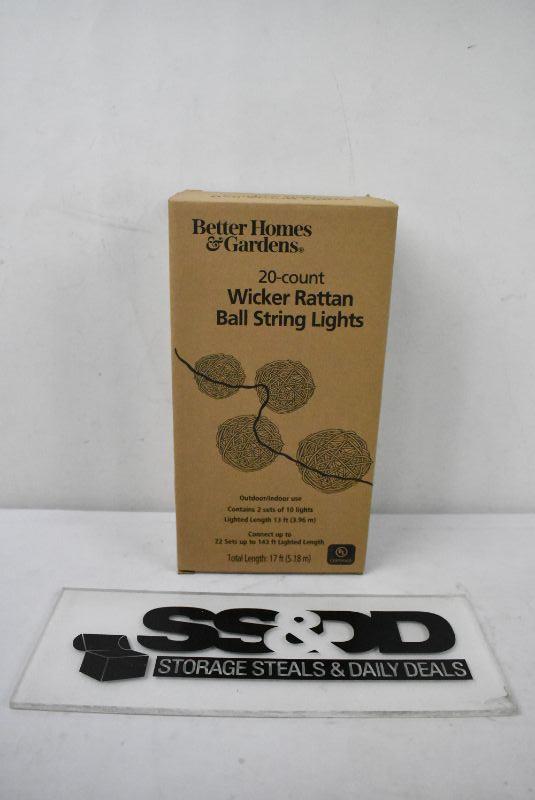 Better Homes
& Gardens®
20-count
Wicker Rattan
Ball String Lights
Outdoor/Indoor use
Contains 2 sets of 10 lights
Lighted Length 13 ft (3.96 m)
Connect up to
22 Sets up to 143 ft Lighted Length
Total Length: 17 ft (5.18 m)
UL
SS&DD
STORAGE STEALS & DAILY DEALS